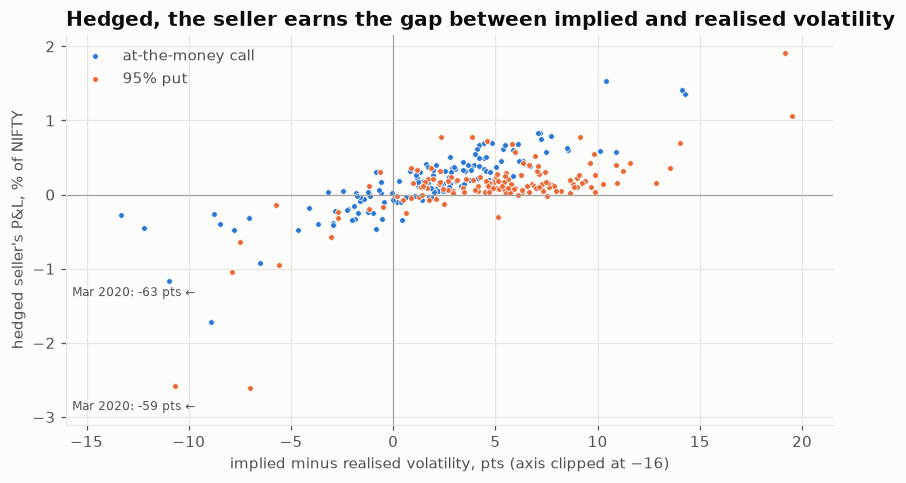 Hedged, the seller earns the gap between implied and realised volatility
at-the-money call
95% put
hedged seller's P&L, % of NIFTY
2
1
0
−1
−2
−3
Mar 2020: -63 pts ←
Mar 2020: -59 pts ←
−15
−10
−5
0
5
10
15
20
implied minus realised volatility, pts (axis clipped at −16)